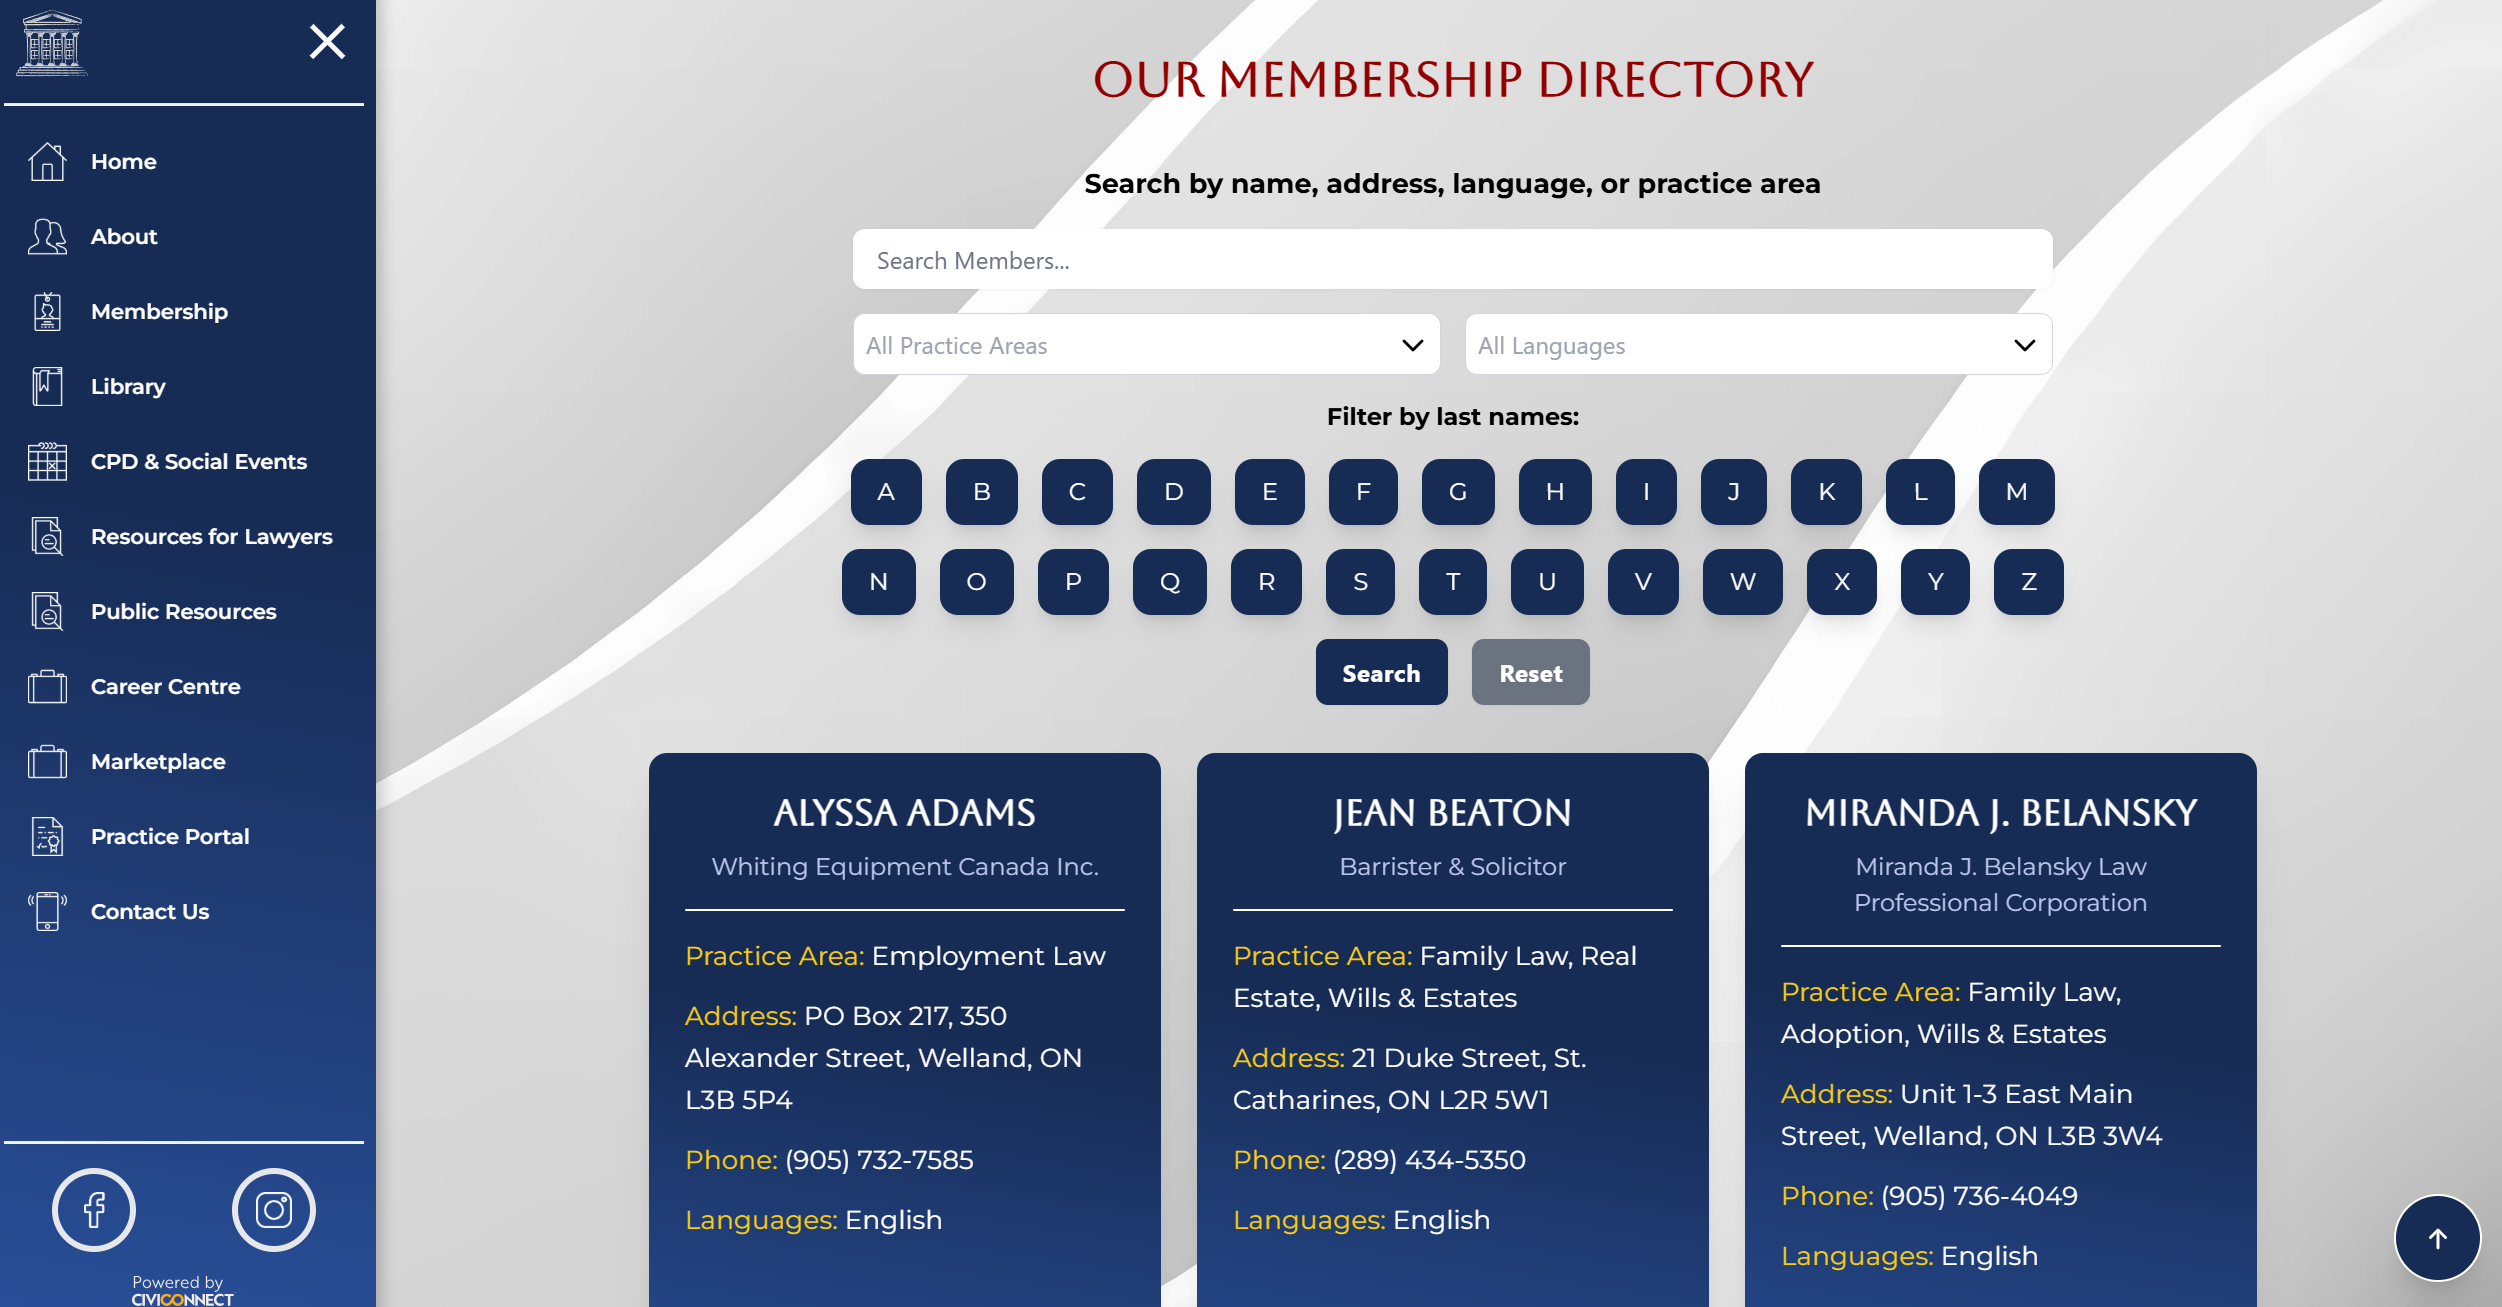 Home
About
Membership
Library
CPD & Social Events
Resources for Lawyers
Public Resources
Career Centre
Marketplace
Practice Portal
Contact Us
Powered by
CIVICONNECT
OUR MEMBERSHIP DIRECTORY
Search by name, address, language, or practice area
Search Members...
All Practice Areas
All Languages
Filter by last names:
A B C D E F G H I J K L M
N O P Q R S T U V W X Y Z
Search
Reset
ALYSSA ADAMS
Whiting Equipment Canada Inc.
Practice Area: Employment Law
Address: PO Box 217, 350
Alexander Street, Welland, ON
L3B 5P4
Phone: (905) 732-7585
Languages: English
JEAN BEATON
Barrister & Solicitor
Practice Area: Family Law, Real
Estate, Wills & Estates
Address: 21 Duke Street, St.
Catharines, ON L2R 5W1
Phone: (289) 434-5350
Languages: English
MIRANDA J. BELANSKY
Miranda J. Belansky Law
Professional Corporation
Practice Area: Family Law,
Adoption, Wills & Estates
Address: Unit 1-3 East Main
Street, Welland, ON L3B 3W4
Phone: (905) 736-4049
Languages: English